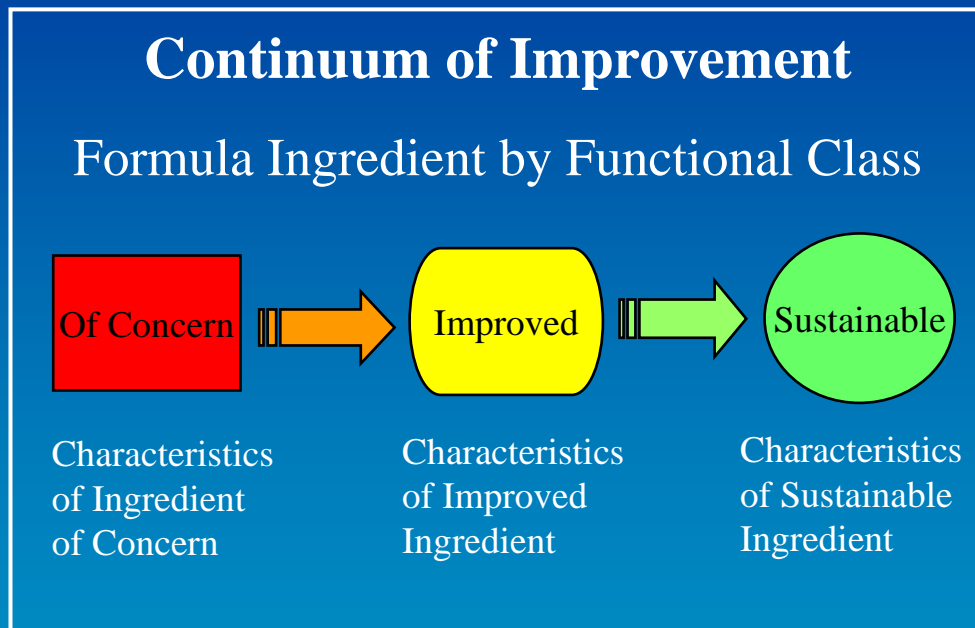 Continuum of Improvement
Formula Ingredient by Functional Class
Of Concern
Improved
Sustainable
Characteristics
of Ingredient
of Concern
Characteristics
of Improved
Ingredient
Characteristics
of Sustainable
Ingredient